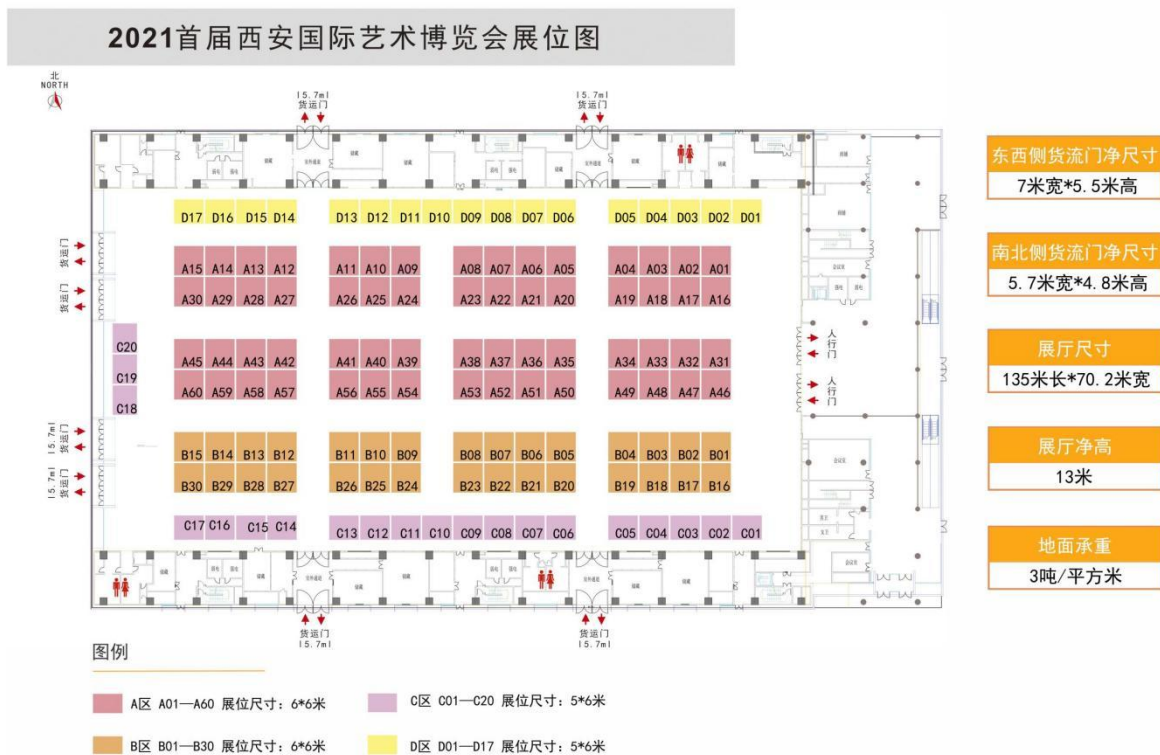 2021首届西安国际艺术博览会展位图
北
NORTH
15.7ml
货运门
15.7ml
货运门
东西侧货流门净尺寸
7米宽*5.5米高
南北侧货流门净尺寸
5.7米宽*4.8米高
展厅尺寸
135米长*70.2米宽
展厅净高
13米
地面承重
3吨/平方米
D17 D16 D15 D14 D13 D12 D11 D10 D09 D08 D07 D06 D05 D04 D03 D02 D01
货运门
A15 A14 A13 A12 A11 A10 A09 A08 A07 A06 A05 A04 A03 A02 A01
货运门
A30 A29 A28 A27 A26 A25 A24 A23 A22 A21 A20 A19 A18 A17 A16
C20
人行门
A45 A44 A43 A42 A41 A40 A39 A38 A37 A36 A35 A34 A33 A32 A31
C19
人行门
A60 A59 A58 A57 A56 A55 A54 A53 A52 A51 A50 A49 A48 A47 A46
C18
15.7ml
货运门
B15 B14 B13 B12 B11 B10 B09 B08 B07 B06 B05 B04 B03 B02 B01
15.7ml
货运门
B30 B29 B28 B27 B26 B25 B24 B23 B22 B21 B20 B19 B18 B17 B16
C17 C16 C15 C14 C13 C12 C11 C10 C09 C08 C07 C06 C05 C04 C03 C02 C01
会议室
会议室
会议室
货运门
15.7ml
货运门
15.7ml
图例
A区 A01—A60 展位尺寸: 6*6米
C区 C01—C20 展位尺寸: 5*6米
B区 B01—B30 展位尺寸: 6*6米
D区 D01—D17 展位尺寸: 5*6米